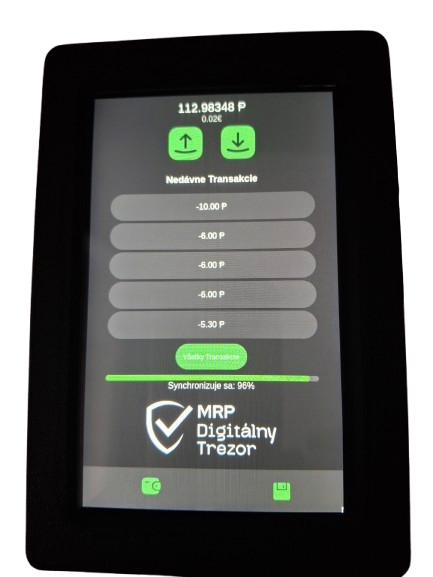 112.98348 ₱
0.02€
Nedávne Transakcie
-10.00 ₱
-6.00 ₱
-6.00 ₱
-6.00 ₱
-5.30 ₱
Všetky Transakcie
Synchronizuje sa: 96%
MRP
Digitálny
Trezor